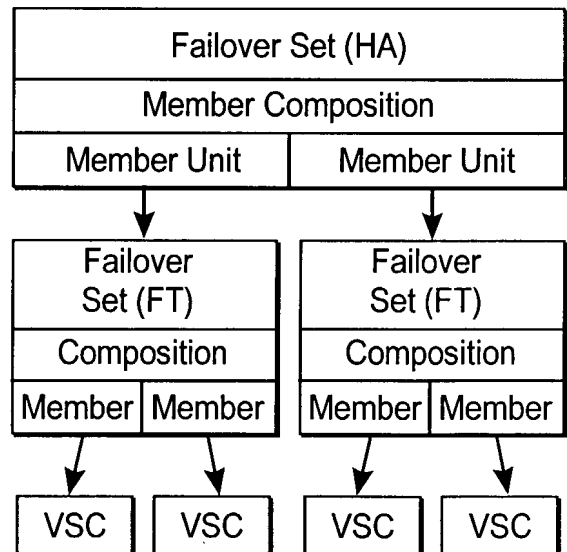 Failover Set (HA)
Member Composition
Member Unit
Member Unit
Failover
Set (FT)
Composition
Member
Member
Failover
Set (FT)
Composition
Member
Member
VSC
VSC
VSC
VSC